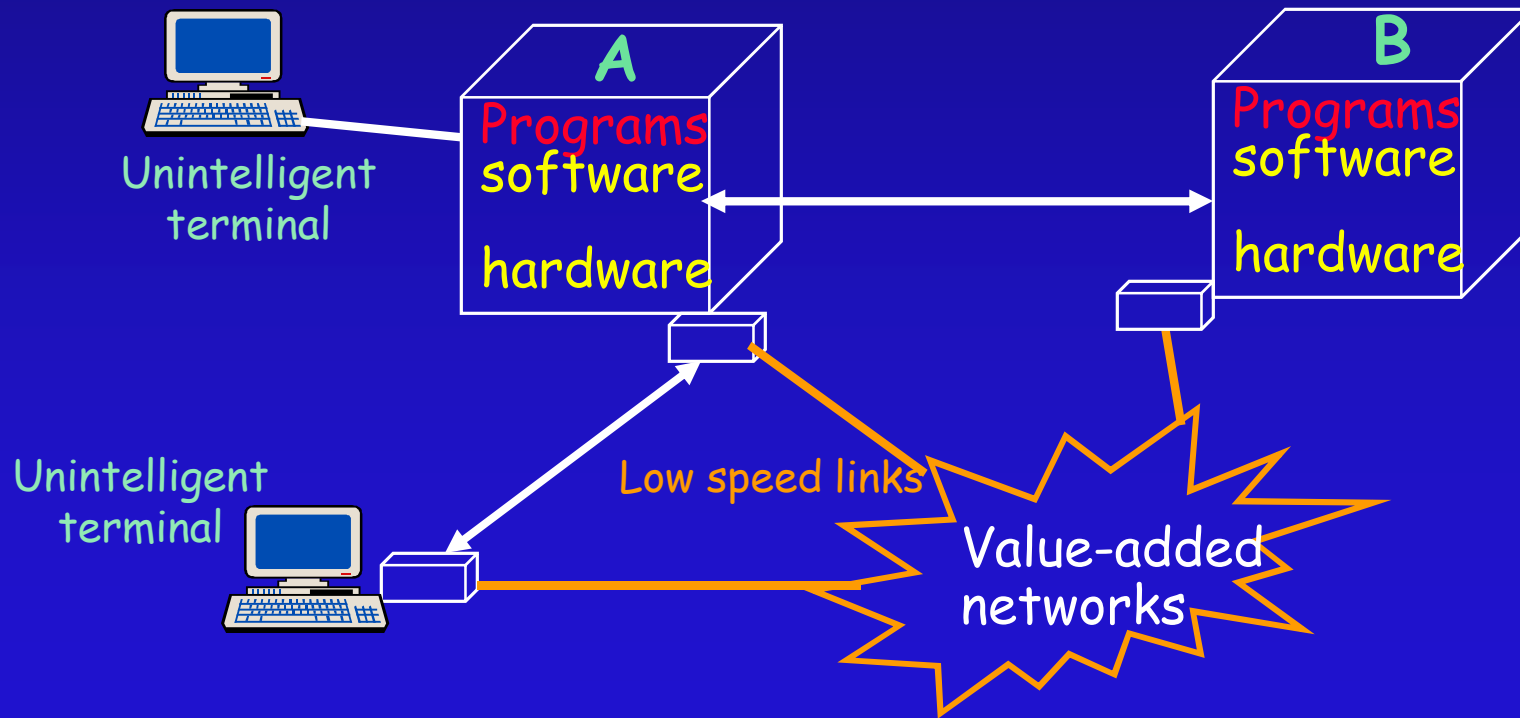 A
Programs
software
hardware
B
Programs
software
hardware
Unintelligent
terminal
Unintelligent
terminal
Low speed links
Value-added
networks